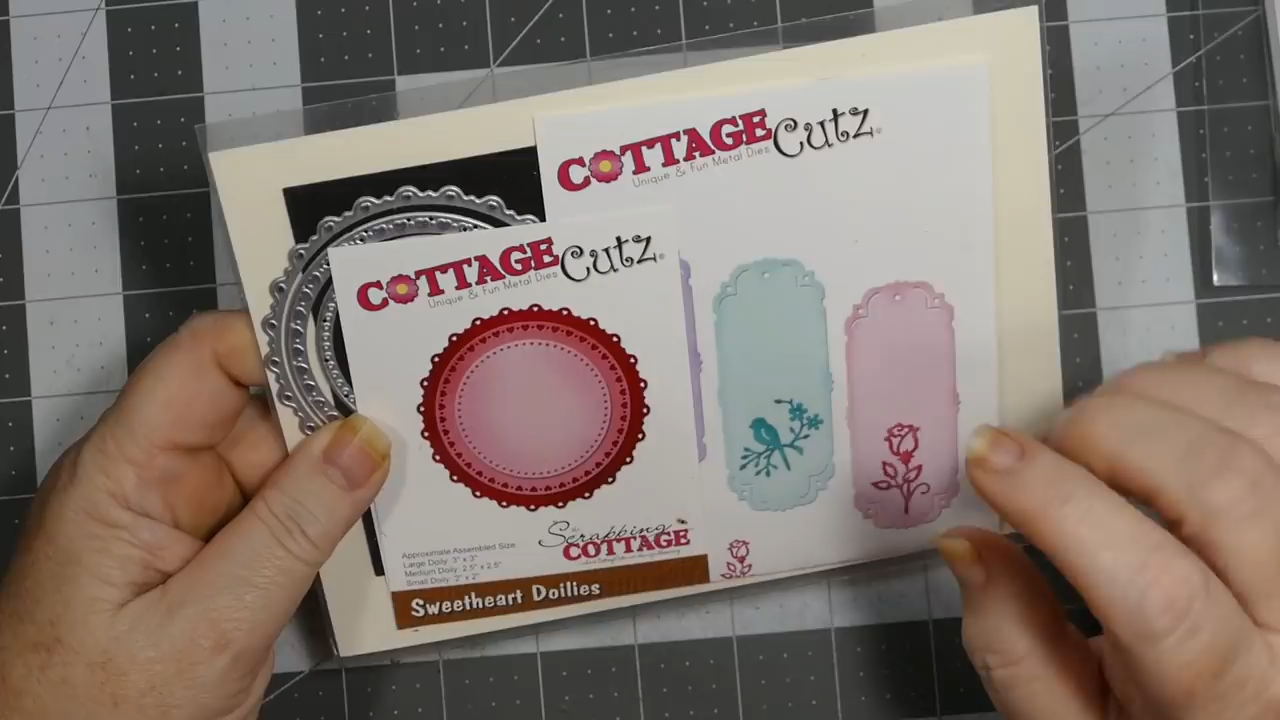 COTTAGE Cutz
Unique & Fun Metal Dies
COTTAGE Cutz
Unique & Fun Metal Dies
the Scrapping
COTTAGE
Approximate Assembled Size
Large Doily: 3" x 3"
Medium Doily: 2.5" x 2.5"
Small Doily: 2" x 2"
Sweetheart Doilies